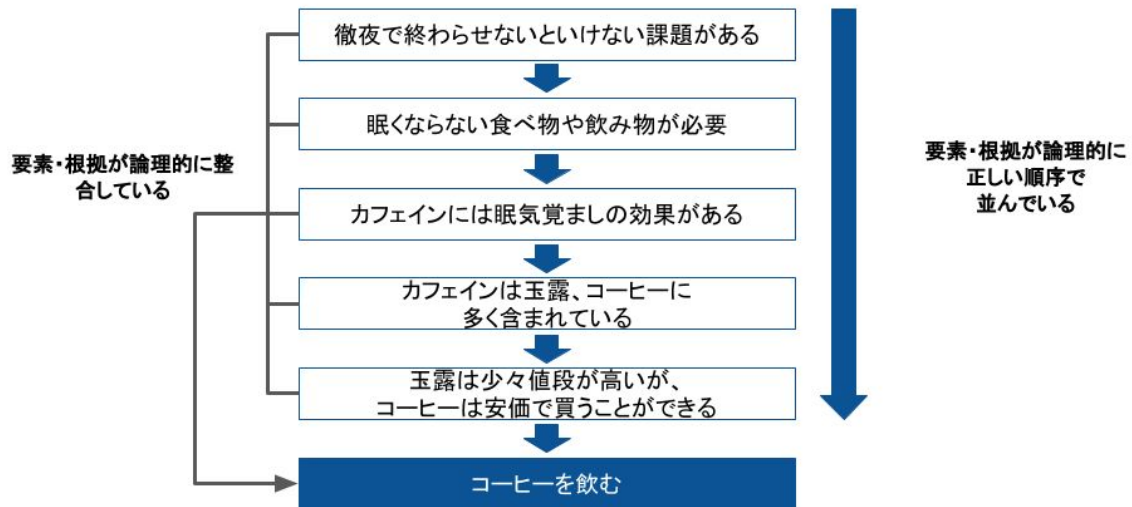 徹夜で終わらせないといけない課題がある
眠くならない食べ物や飲み物が必要
要素・根拠が論理的に整
合している
要素・根拠が論理的に
正しい順序で
並んでいる
カフェインには眠気覚ましの効果がある
カフェインは玉露、コーヒーに
多く含まれている
玉露は少々値段が高いが、
コーヒーは安価で買うことができる
コーヒーを飲む